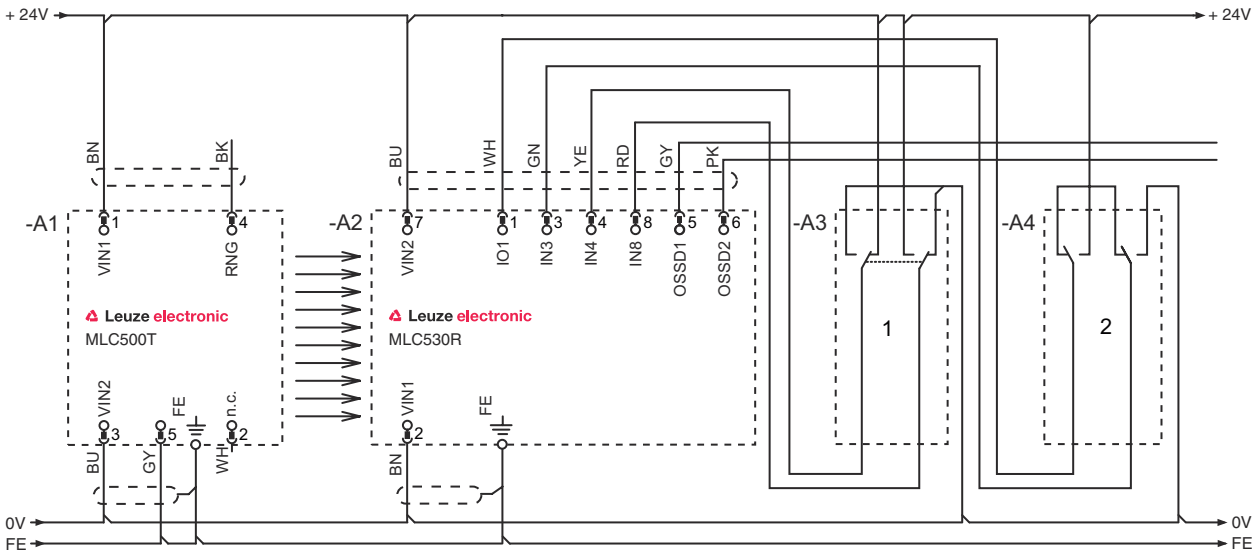 + 24V
+ 24V
BN
BK
BU
WH
GN
YE
RD
GY
PK
-A1
1
4
-A2
7
1
3
4
8
5
6
-A3
-A4
VIN1
RNG
VIN2
IO1
IN3
IN4
IN8
OSSD1
OSSD2
Leuze electronic
MLC500T
Leuze electronic
MLC530R
1
2
VIN2
FE
n.c.
VIN1
FE
3
5
2
2
BU
GY
WH
BN
0V
0V
FE
FE